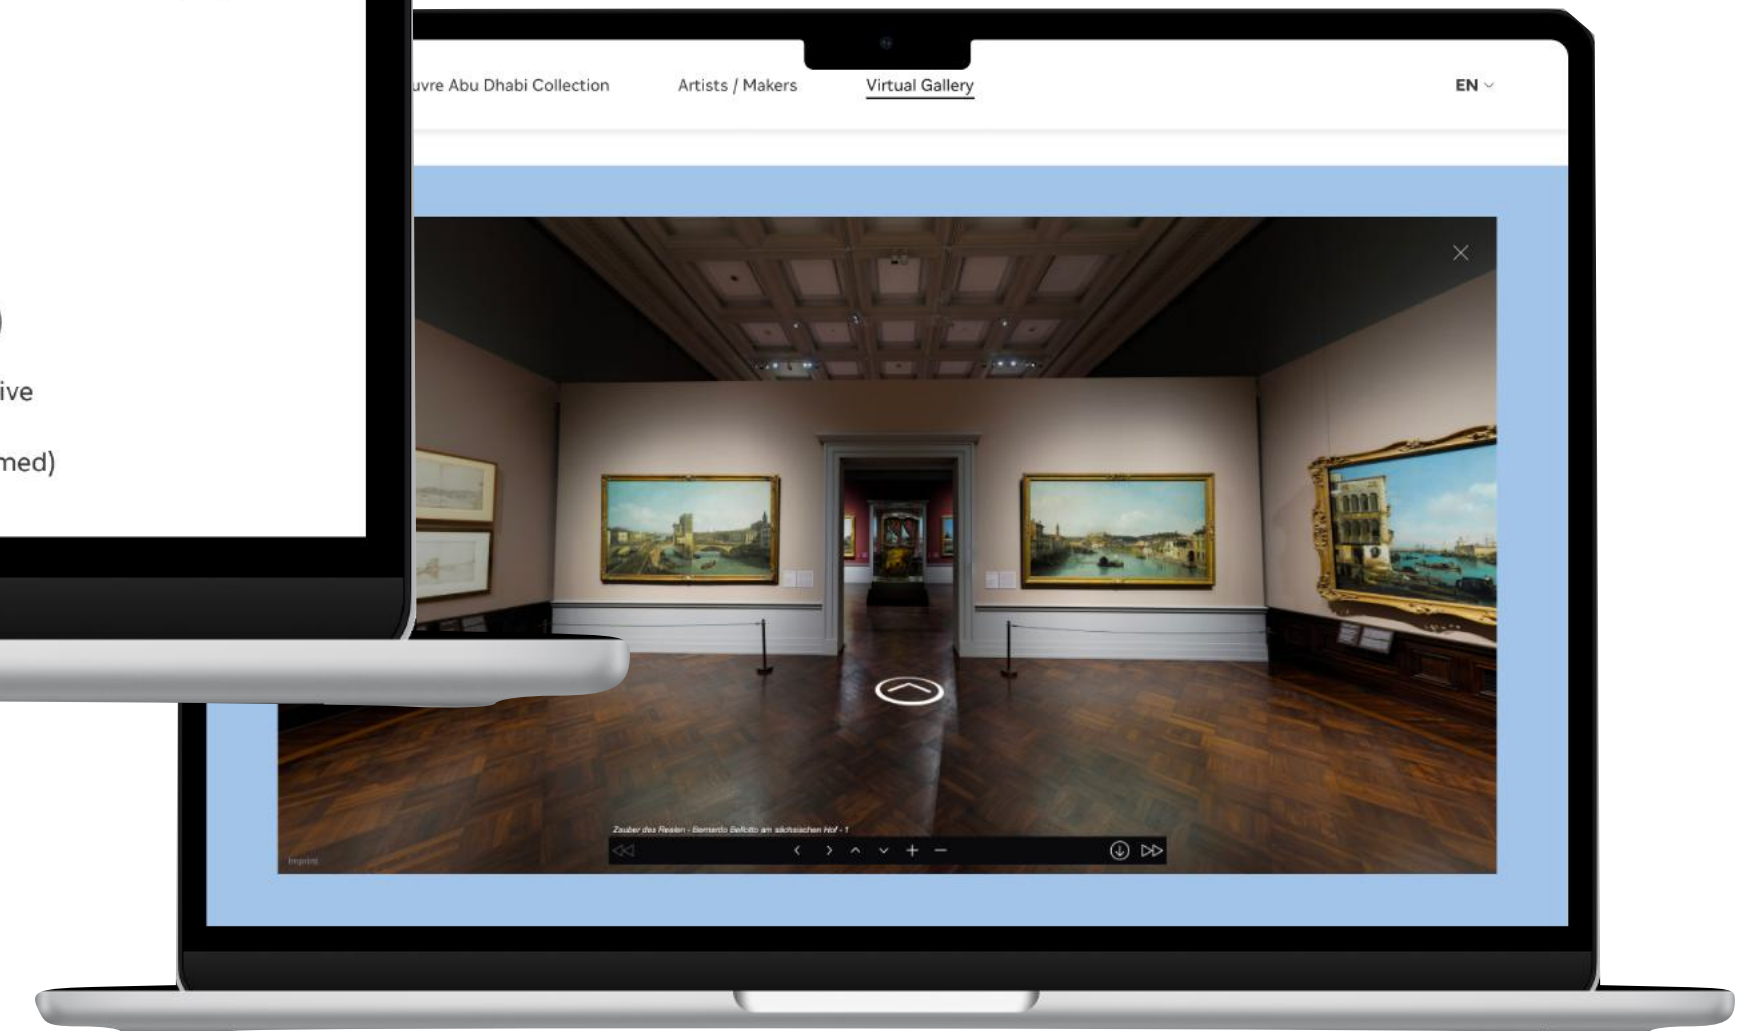 uvre Abu Dhabi Collection Artists / Makers Virtual Gallery EN
ive
med)
Zauber des Realen - Bernardo Bellotto am sächsischen Hof - 1
Imprint